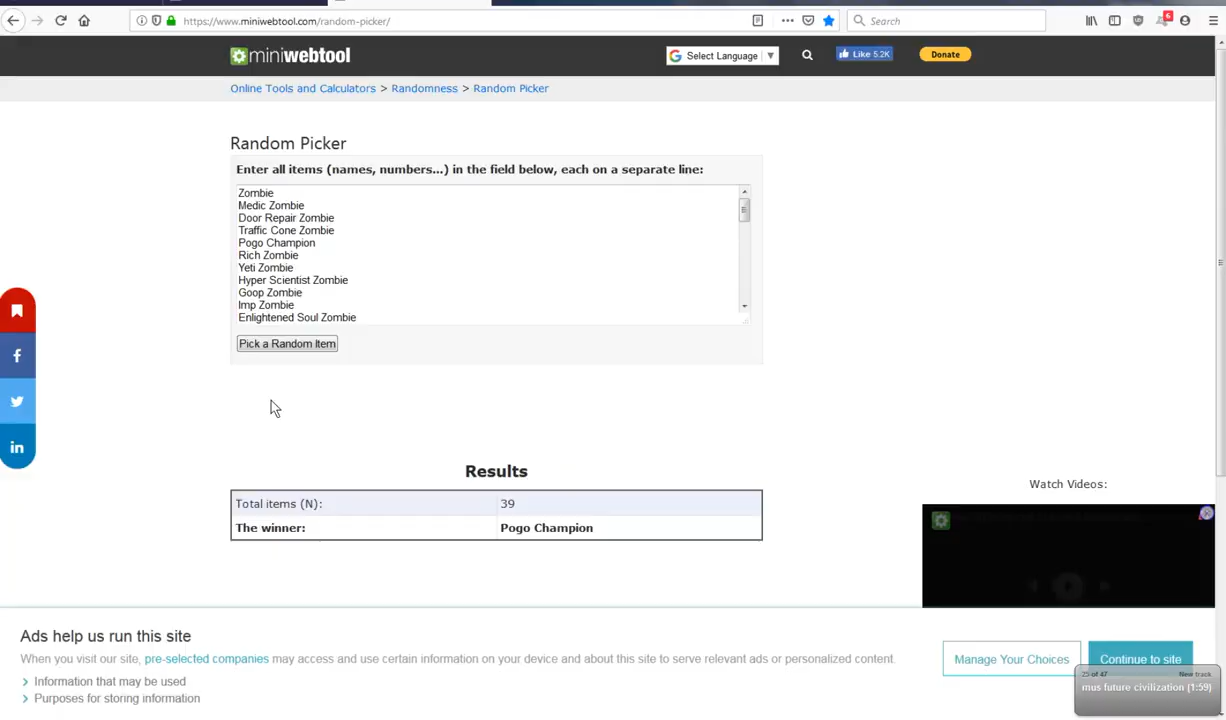 https://www.miniwebtool.com/random-picker/
Search
6
miniwebtool
Select Language
Like 5.2K
Donate
Online Tools and Calculators > Randomness > Random Picker
Random Picker
Enter all items (names, numbers...) in the field below, each on a separate line:
Zombie
Medic Zombie
Door Repair Zombie
Traffic Cone Zombie
Pogo Champion
Rich Zombie
Yeti Zombie
Hyper Scientist Zombie
Goop Zombie
Imp Zombie
Enlightened Soul Zombie
Pick a Random Item
Results
Total items (N): 39
The winner: Pogo Champion
Watch Videos:
Ads help us run this site
When you visit our site, pre-selected companies may access and use certain information on your device and about this site to serve relevant ads or personalized content.
Information that may be used
Purposes for storing information
Manage Your Choices
Continue to site
25 of 47 New track
mus future civilization [1:59]